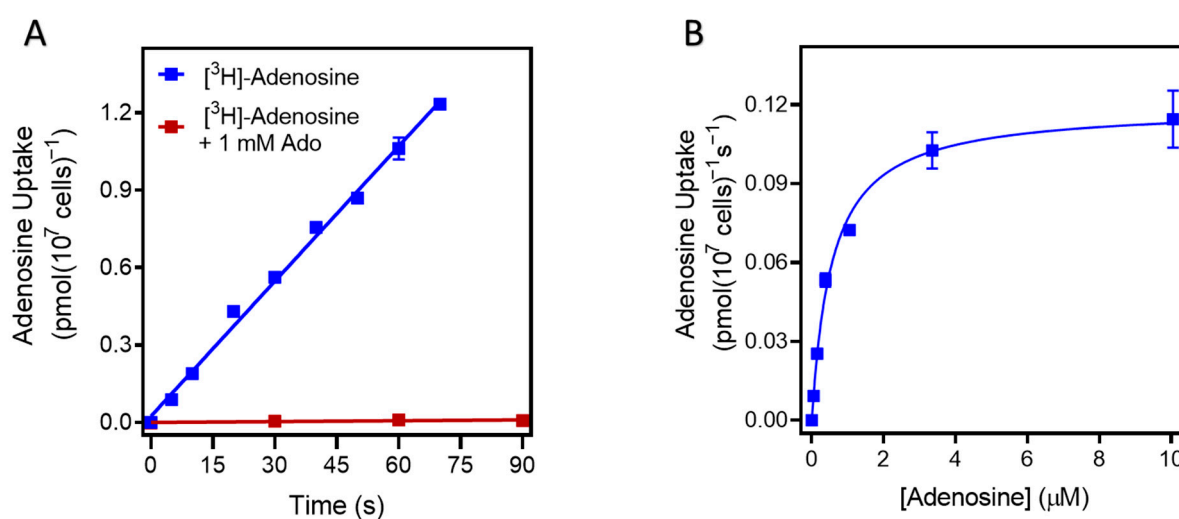 A
[³H]-Adenosine
[³H]-Adenosine
+ 1 mM Ado
Adenosine Uptake
(pmol(10⁷ cells)⁻¹
1.2
0.9
0.6
0.3
0.0
0 15 30 45 60 75 90
Time (s)
B
Adenosine Uptake
(pmol(10⁷ cells)⁻¹s⁻¹
0.12
0.09
0.06
0.03
0.00
0 2 4 6 8 10
[Adenosine] (μM)